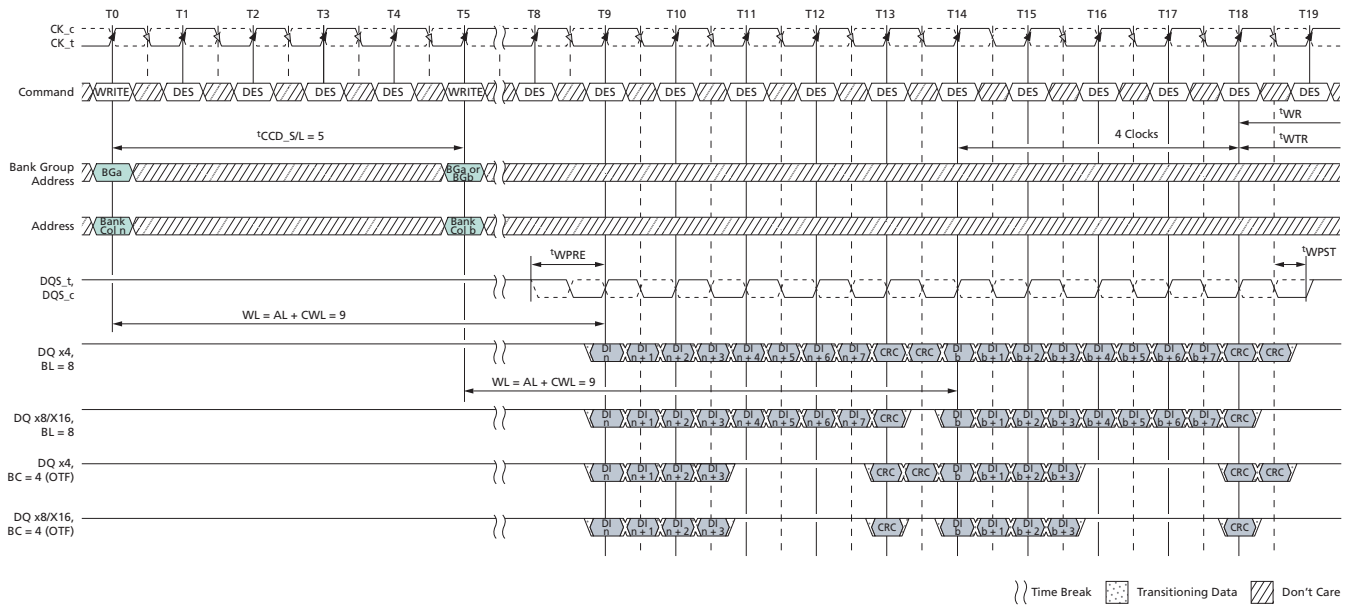 T0 T1 T2 T3 T4 T5 T8 T9 T10 T11 T12 T13 T14 T15 T16 T17 T18 T19
CK_c
CK_t
Command WRITE DES DES DES DES WRITE DES DES DES DES DES DES DES DES DES DES DES DES
tWR
tCCD_S/L = 5
4 Clocks
tWTR
Bank Group
Address
BGa
BGa or
BGb
Address
Bank
Col n
Bank
Col b
tWPRE
tWPST
DQS_t,
DQS_c
WL = AL + CWL = 9
DQ x4,
BL = 8
DI n DI n + 1 DI n + 2 DI n + 3 DI n + 4 DI n + 5 DI n + 6 DI n + 7 CRC CRC DI b DI b + 1 DI b + 2 DI b + 3 DI b + 4 DI b + 5 DI b + 6 DI b + 7 CRC CRC
WL = AL + CWL = 9
DQ x8/X16,
BL = 8
DI n DI n + 1 DI n + 2 DI n + 3 DI n + 4 DI n + 5 DI n + 6 DI n + 7 CRC DI b DI b + 1 DI b + 2 DI b + 3 DI b + 4 DI b + 5 DI b + 6 DI b + 7 CRC
DQ x4,
BC = 4 (OTF)
DI n DI n + 1 DI n + 2 DI n + 3 CRC CRC DI b DI b + 1 DI b + 2 DI b + 3 CRC CRC
DQ x8/X16,
BC = 4 (OTF)
DI n DI n + 1 DI n + 2 DI n + 3 CRC DI b DI b + 1 DI b + 2 DI b + 3 CRC
Time Break Transitioning Data Don't Care